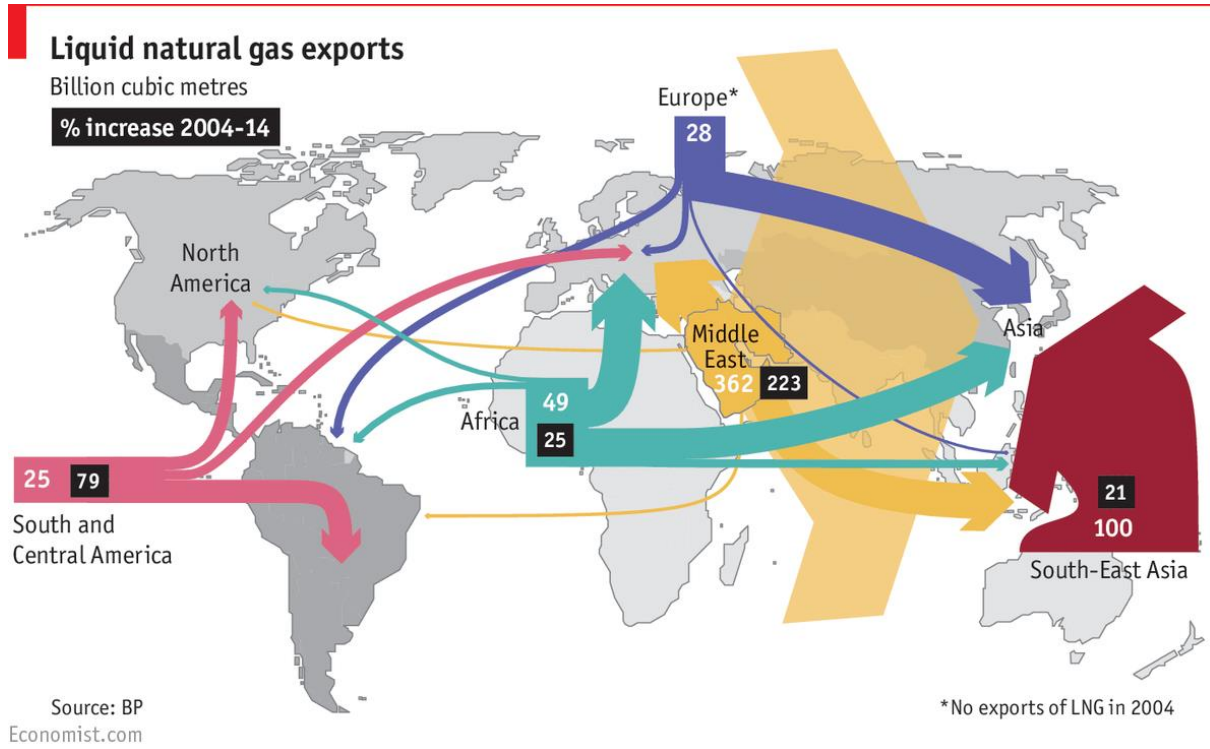 Liquid natural gas exports
Billion cubic metres
% increase 2004-14
Europe*
28
North
America
Middle
East
362 223
Asia
Africa
49
25
25 79
South and
Central America
21
100
South-East Asia
Source: BP
*No exports of LNG in 2004
Economist.com